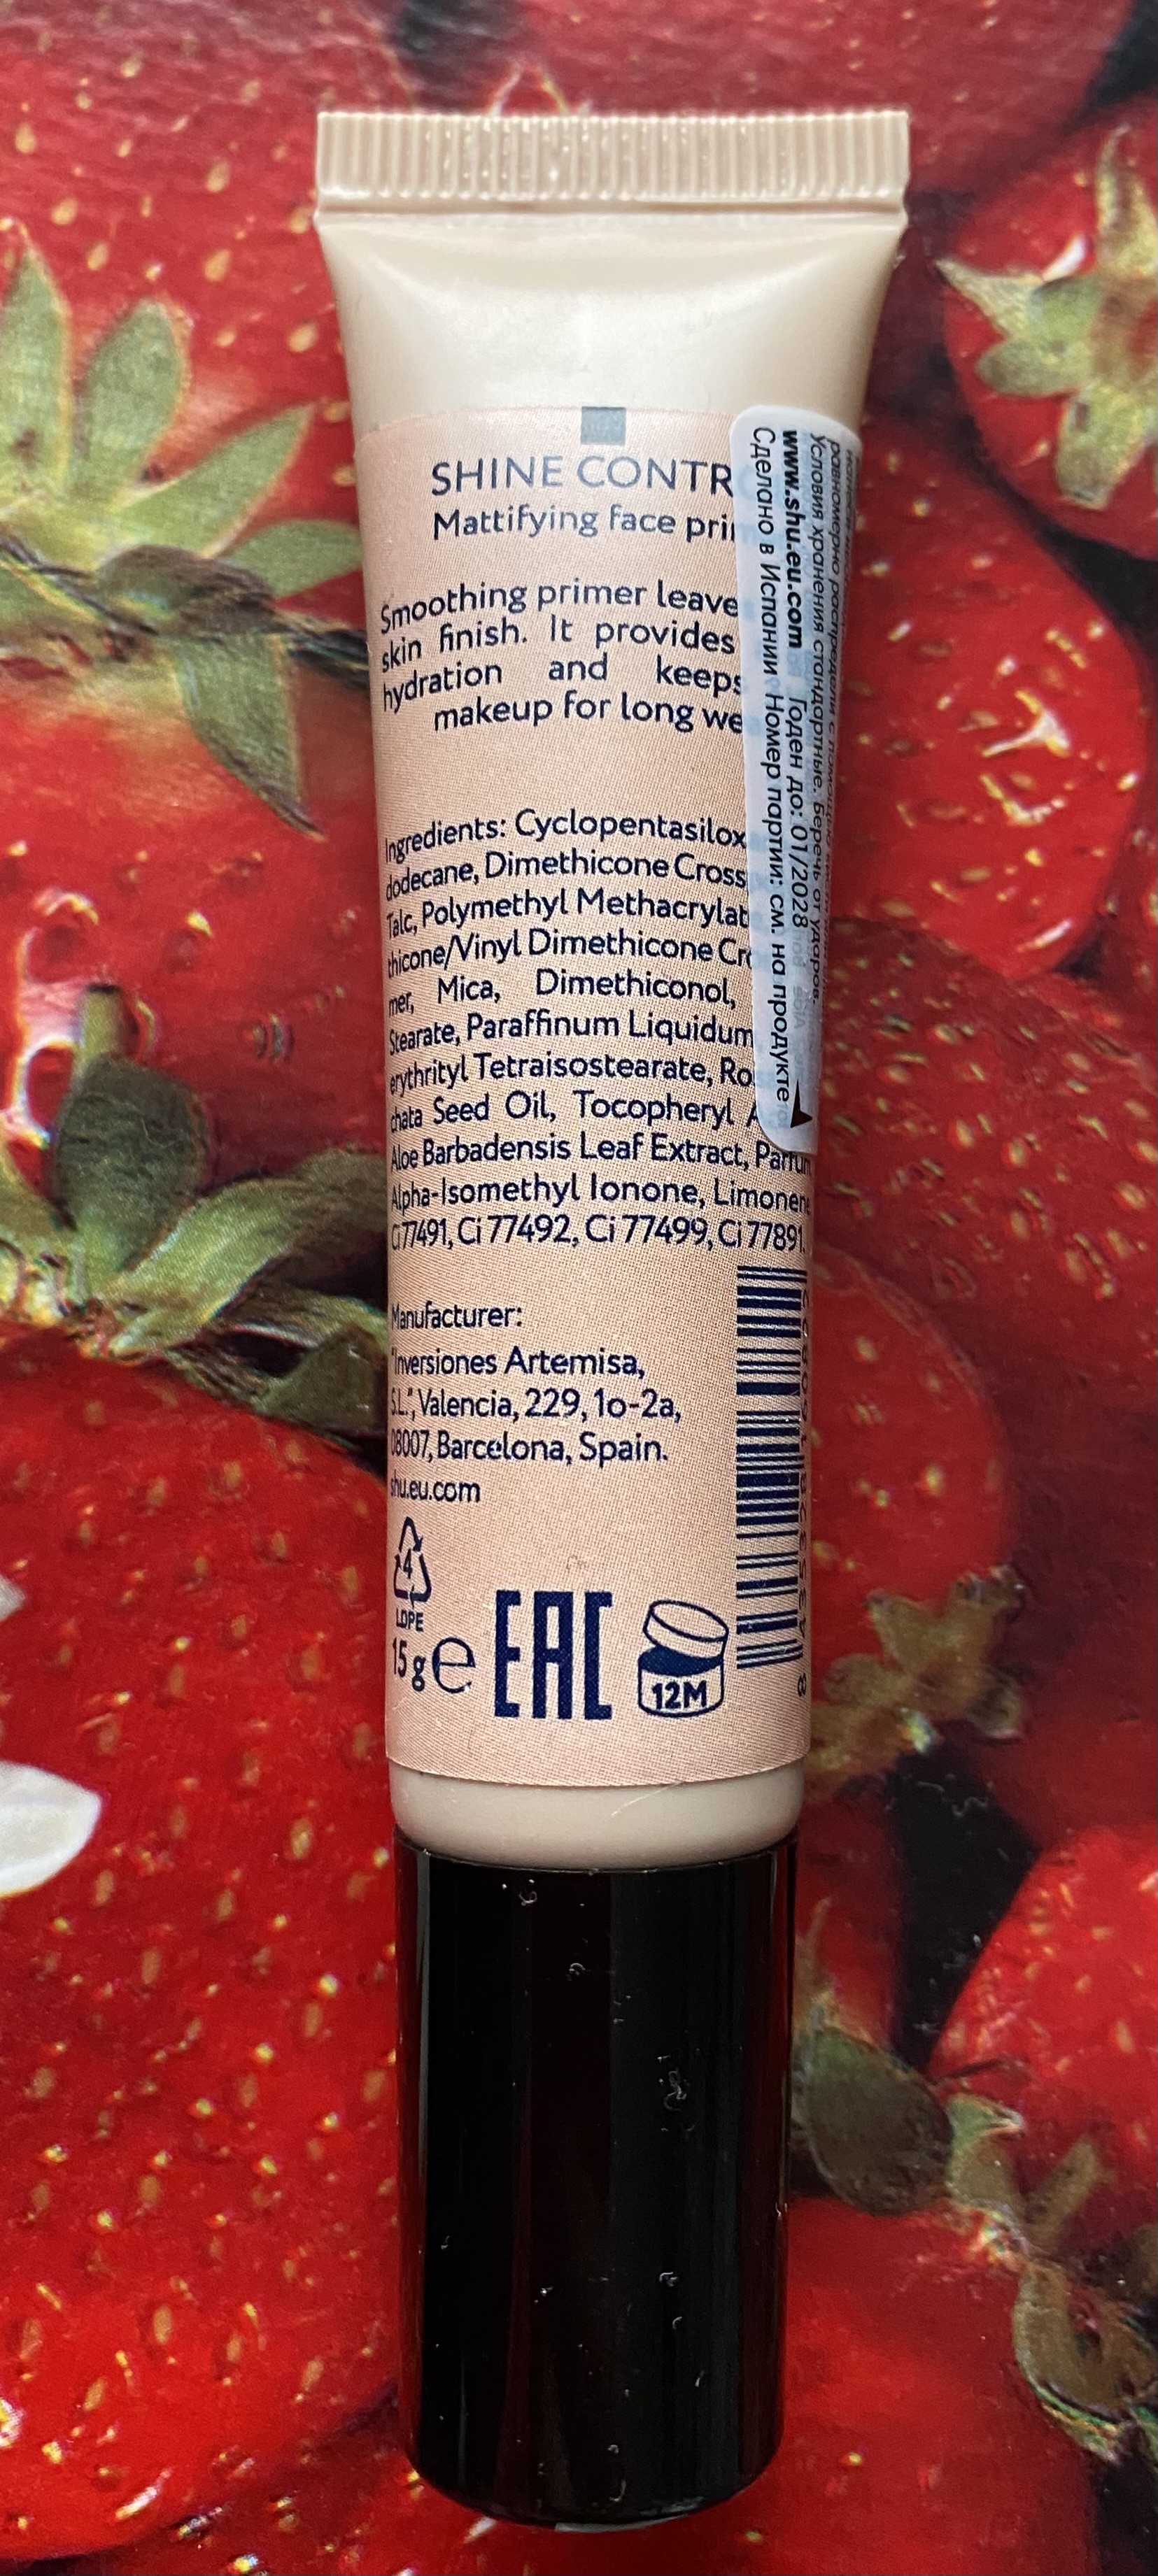 SHINE CONTR
Mattifying face pri
Smoothing primer leave
skin finish. It provides
hydration and keeps
makeup for long we
Ingredients: Cyclopentasilox
dodecane, Dimethicone Cross
Talc, Polymethyl Methacrylat
thicone/Vinyl Dimethicone Cr
mer, Mica, Dimethiconol,
Stearate, Paraffinum Liquidum
erythrityl Tetraisostearate, Ro
chata Seed Oil, Tocopheryl A
Aloe Barbadensis Leaf Extract, Parfum
Alpha-Isomethyl Ionone, Limonene
Ci 77491, Ci 77492, Ci 77499, Ci 77891.
Manufacturer:
"Inversiones Artemisa,
S.L.", Valencia, 229, 1o-2a,
08007, Barcelona, Spain.
shu.eu.com
4
LDPE
15 g e
EAC
12M
равномерно распредели с помощью
Условия хранения стандартные. Беречь от ударов.
www.shu.eu.com Годен до: 01/2028
Сделано в Испании Номер партии: см. на продукте